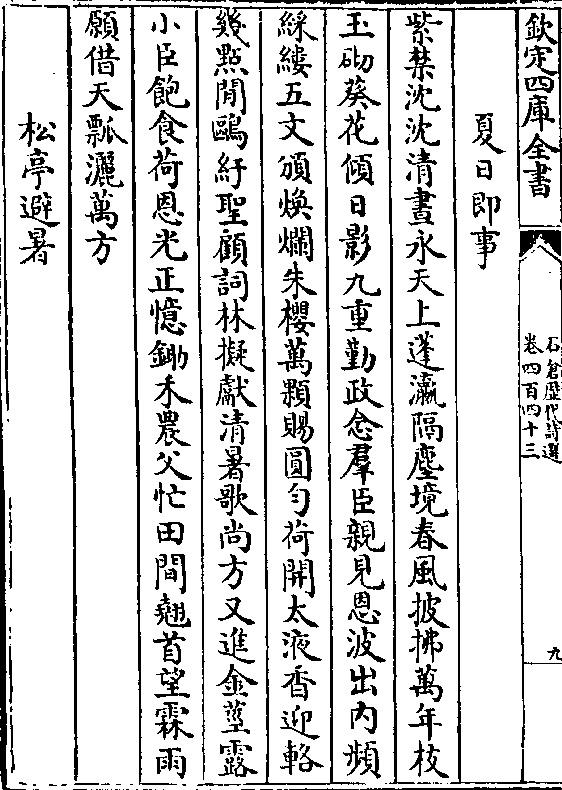 欽定四庫全書
石倉歷代詩選
卷四百四十三
九
夏日即事
紫禁沈沈清晝永天上蓬瀛隔塵境春風披拂萬年枝
玉砌葵花傾日影九重勤政念羣臣親見恩波出内頻
綵縷五文頒煥爛朱櫻萬顆賜圓勻荷開太液香迎輅
幾點閒鷗紆聖顧詞林擬獻清暑歌尚方又進金莖露
小臣飽食荷恩光正憶鋤禾農父忙田間翹首望霖雨
願借天瓢灑萬方
松亭避暑